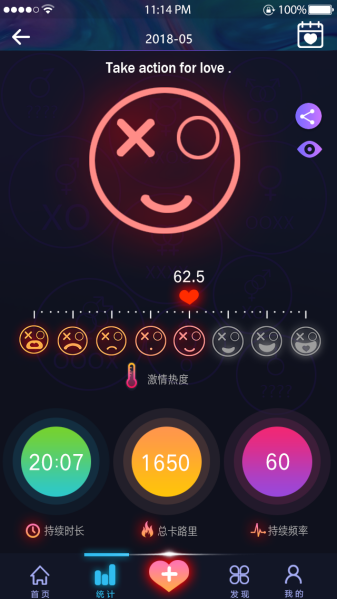 11:14 PM
100%
2018-05
Take action for love .
62.5
激情热度
20:07
1650
60
持续时长
总卡路里
持续频率
首页
统计
发现
我的